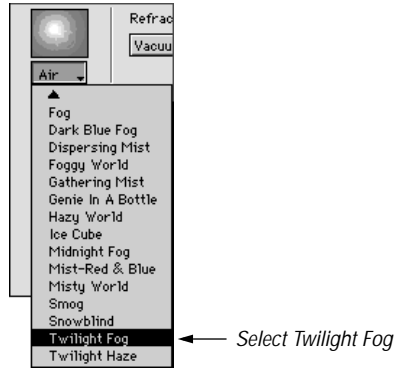 Refrac
Vacuu
Air
Fog
Dark Blue Fog
Dispersing Mist
Foggy World
Gathering Mist
Genie In A Bottle
Hazy World
Ice Cube
Midnight Fog
Mist-Red & Blue
Misty World
Smog
Snowblind
Twilight Fog
Select Twilight Fog
Twilight Haze